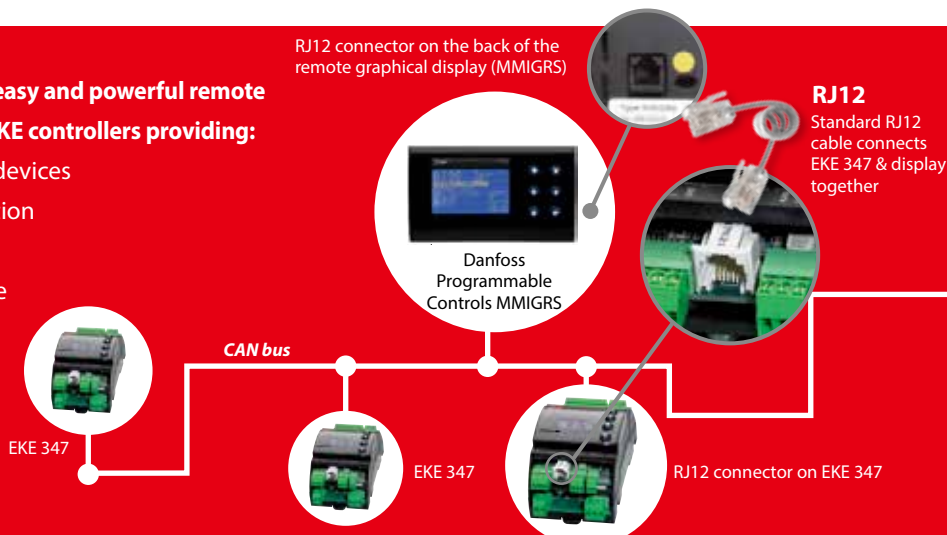 easy and powerful remote
KE controllers providing:
devices
ion
e
RJ12 connector on the back of the
remote graphical display (MMIGRS)
RJ12
Standard RJ12
cable connects
EKE 347 & display
together
Danfoss
Programmable
Controls MMIGRS
CAN bus
EKE 347
EKE 347
RJ12 connector on EKE 347